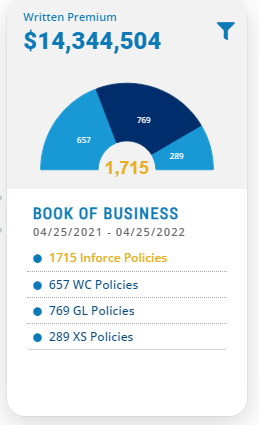 Written Premium
$14,344,504
769
657
289
1,715
BOOK OF BUSINESS
04/25/2021 - 04/25/2022
1715 Inforce Policies
657 WC Policies
769 GL Policies
289 XS Policies